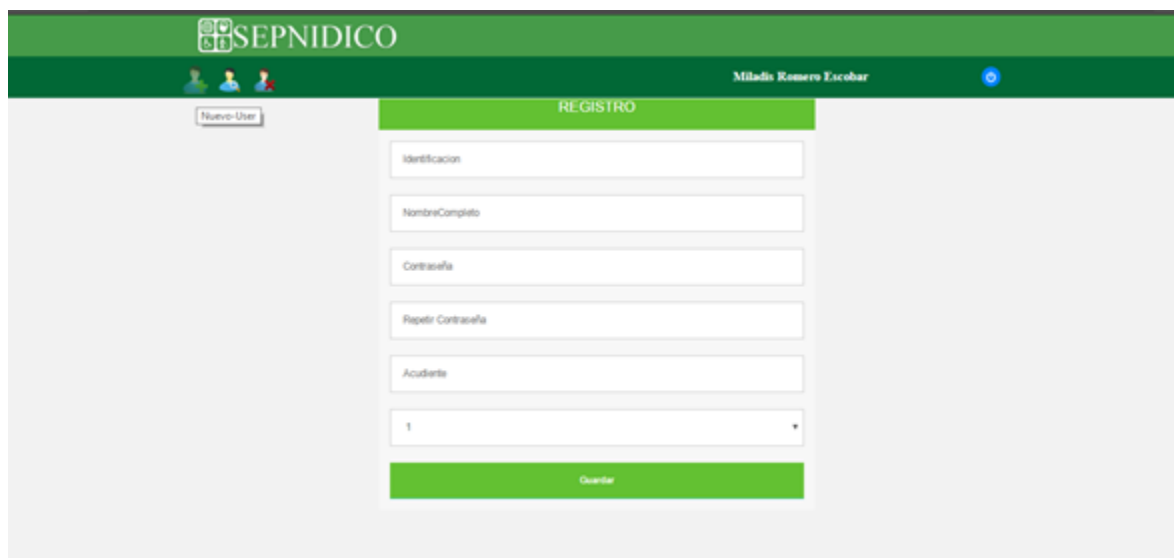 SEPNIDICO
Miladis Romero Escobar
Nuevo-User
REGISTRO
Identificacion
NombreCompleto
Contraseña
Repetir Contraseña
Acudiente
1
Guardar